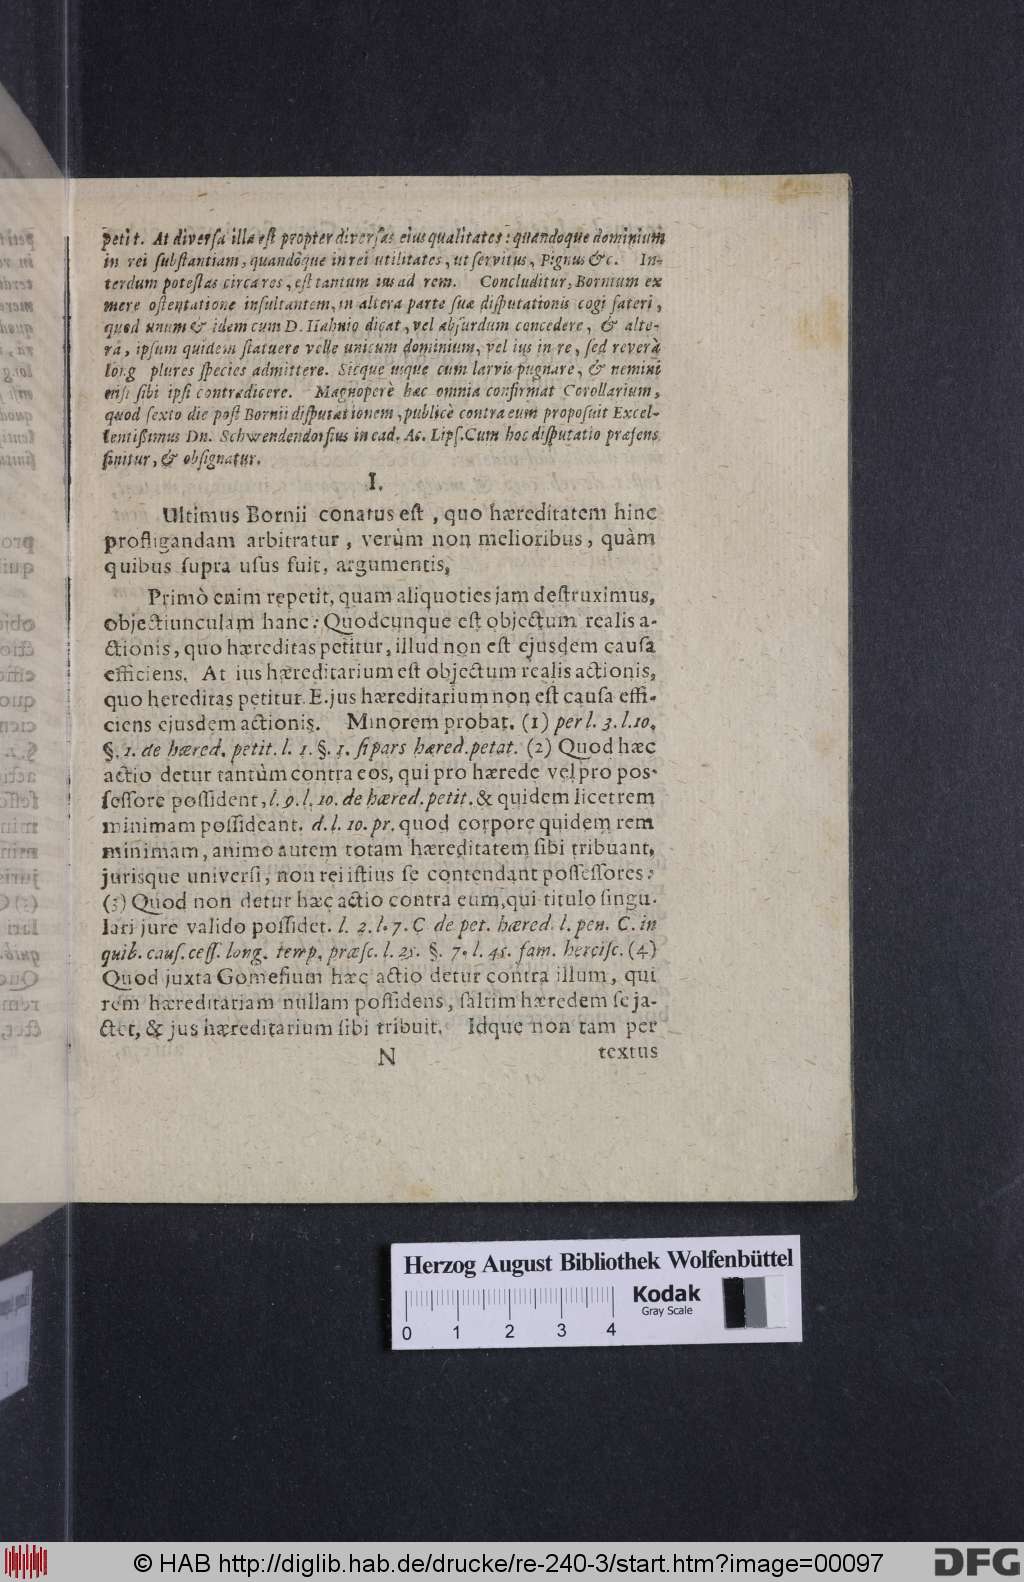 petit. At diversa illa est propter diversas eius qualitates: quandoque dominium
in rei substantiam, quandoque in rei utilitates, ut servitus, Pignus &c. In-
terdum potestas circa res, est tantum ius ad rem. Concluditur, Bornium ex
mere ostentatione insultantem, in altera parte suæ disputationis cogi fateri,
quod unum & idem cum D. Hahnio dicat, vel absurdum concedere, & alte-
rá, ipsum quidem statuere velle unicum dominium, vel ius in re, sed reverà
long plures species admittere. Sicque usque cum larvis pugnare, & nemini
nisi sibi ipsi contradicere. Magnoperè hæc omnia confirmat Corollarium,
quod sexto die post Bornii disputationem, publicè contra eum proposuit Excel-
lentißimus Dn. Schwendendorfius in ead. Ac. Lips. Cum hoc disputatio præsens
finitur, & obsignatur.
I.
Ultimus Bornii conatus est, quo hæreditatem hinc
profligandam arbitratur, verùm non melioribus, quàm
quibus supra usus fuit, argumentis,
Primò enim repetit, quam aliquoties jam destruximus,
objectiunculam hanc: Quodcunque est objectum realis a-
ctionis, quo hæreditas petitur, illud non est ejusdem causa
efficiens. At ius hæreditarium est objectum realis actionis,
quo hereditas petitur. E. jus hæreditarium non est causa effi-
ciens ejusdem actionis. Minorem probat. (1) per l. 3. l. 10.
§. 1. de hæred. petit. l. 1. §. 1. si pars hæred. petat. (2) Quod hæc
actio detur tantùm contra eos, qui pro hærede vel pro pos-
sessore possident, l. 9. l. 10. de hæred. petit. & quidem licet rem
minimam possideant. d. l. 10. pr. quod corpore quidem rem
minimam, animo autem totam hæreditatem sibi tribuant,
jurisque universi, non rei istius se contendant possessores:
(3) Quod non detur hæc actio contra eum, qui titulo singu-
lari jure valido possidet. l. 2. l. 7. C de pet. hæred. l. pen. C. in
quib. caus. cess. long. temp. præsc. l. 25. §. 7. l. 45. fam. hercisc. (4)
Quod juxta Gomesium hæc actio detur contra illum, qui
rem hæreditariam nullam possidens, saltim hæredem se ja-
ctet, & jus hæreditarium sibi tribuit. Idque non tam per
N textus
Herzog August Bibliothek Wolfenbüttel
Kodak
Gray Scale
0 1 2 3 4
© HAB http://diglib.hab.de/drucke/re-240-3/start.htm?image=00097
DFG